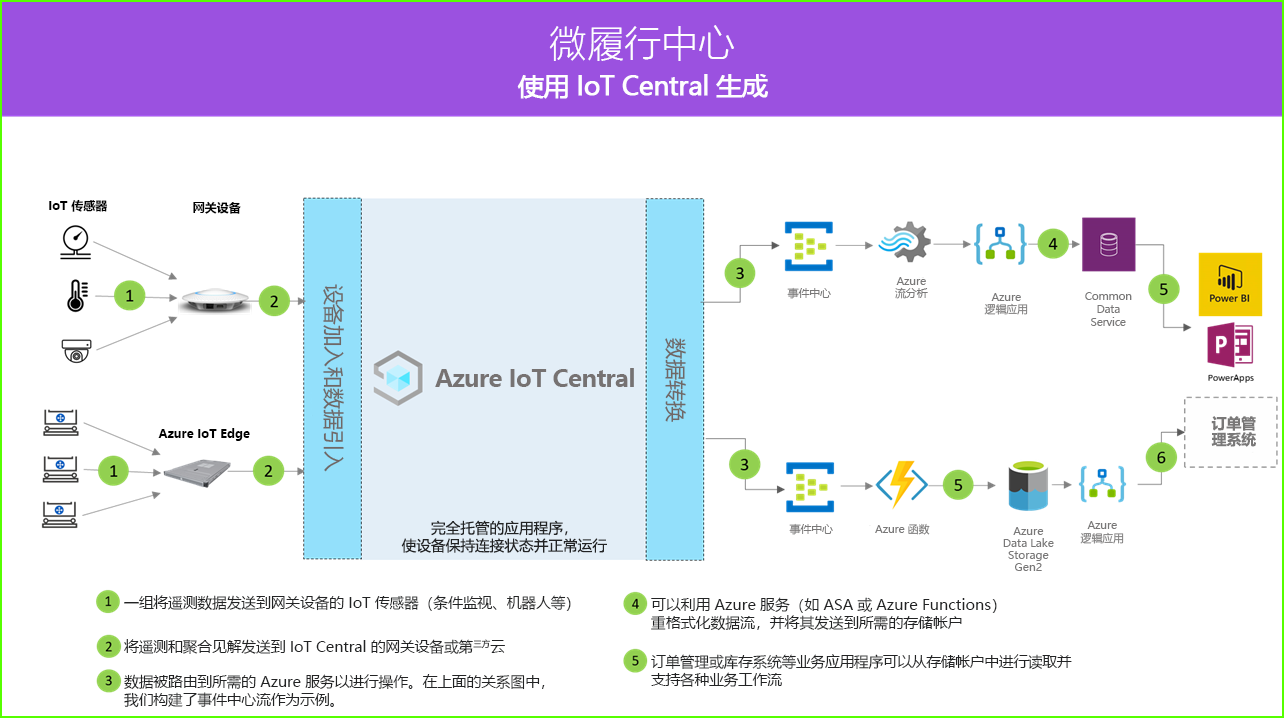 微履行中心
使用 IoT Central 生成
IoT 传感器
网关设备
1
2
Azure IoT Edge
1
2
设备加入和数据引入
Azure IoT Central
完全托管的应用程序，
使设备保持连接状态并正常运行
数据转换
3
事件中心
Azure
流分析
Azure
逻辑应用
4
Common
Data
Service
5
Power BI
PowerApps
3
事件中心
Azure 函数
5
Azure
Data Lake
Storage
Gen2
Azure
逻辑应用
6
订单管
理系统
1 一组将遥测数据发送到网关设备的 IoT 传感器（条件监视、机器人等）
2 将遥测和聚合见解发送到 IoT Central 的网关设备或第三方云
3 数据被路由到所需的 Azure 服务以进行操作。在上面的关系图中，
我们构建了事件中心流作为示例。
4 可以利用 Azure 服务（如 ASA 或 Azure Functions）
重格式化数据流，并将其发送到所需的存储帐户
5 订单管理或库存系统等业务应用程序可以从存储帐户中进行读取并
支持各种业务工作流